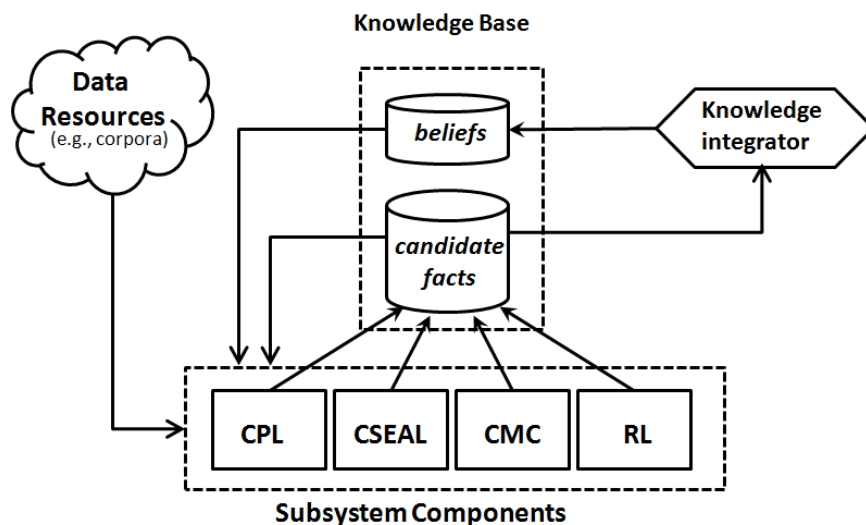 Knowledge Base
Data
Resources
(e.g., corpora)
beliefs
Knowledge
integrator
candidate
facts
CPL
CSEAL
CMC
RL
Subsystem Components